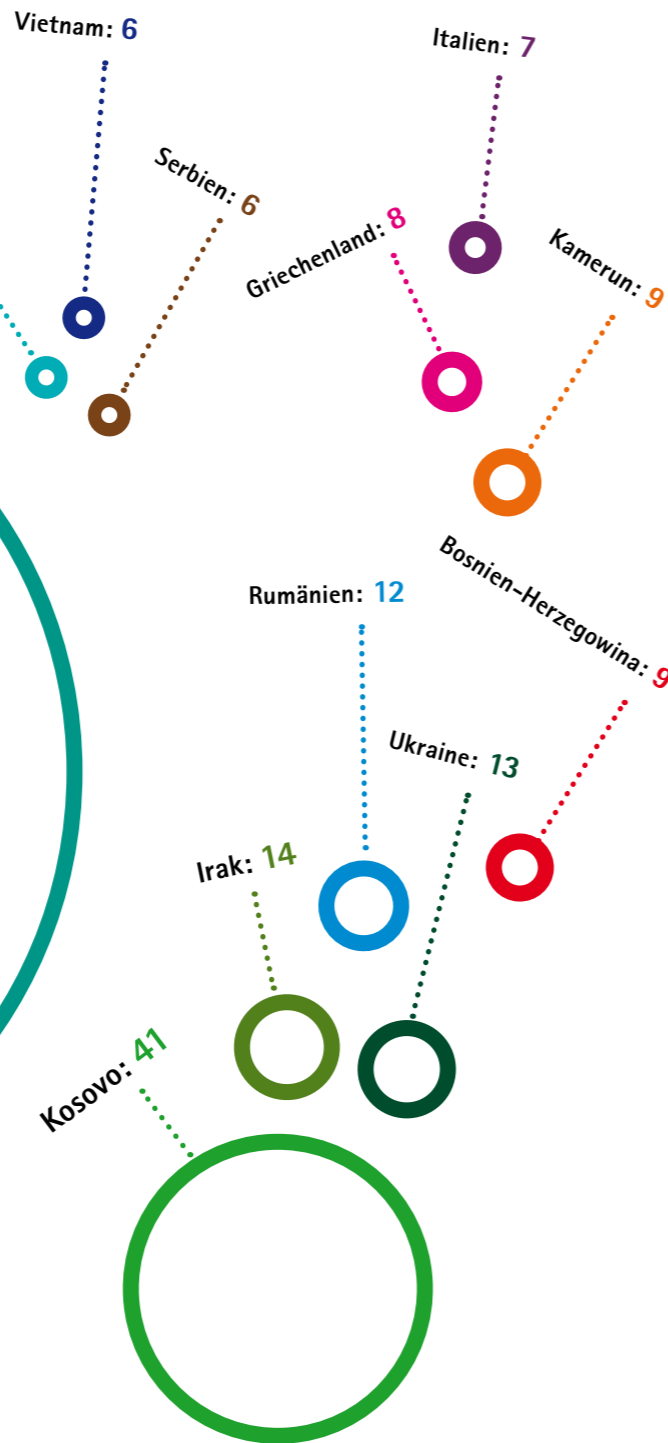 Vietnam: 6
Italien: 7
Serbien: 6
Griechenland: 8
Kamerun: 9
Rumänien: 12
Bosnien-Herzegowina: 9
Ukraine: 13
Irak: 14
Kosovo: 41